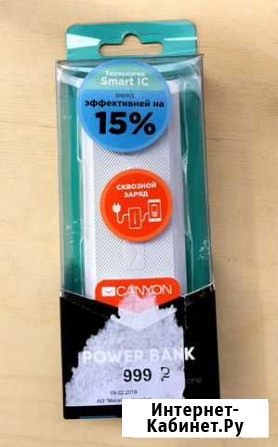 Технология
Smart IC
заряд
эффективней на
15%
СКВОЗНОЙ
ЗАРЯД
CANYON
POWER BANK
999 ₽
Интернет-
Кабинет.Ру